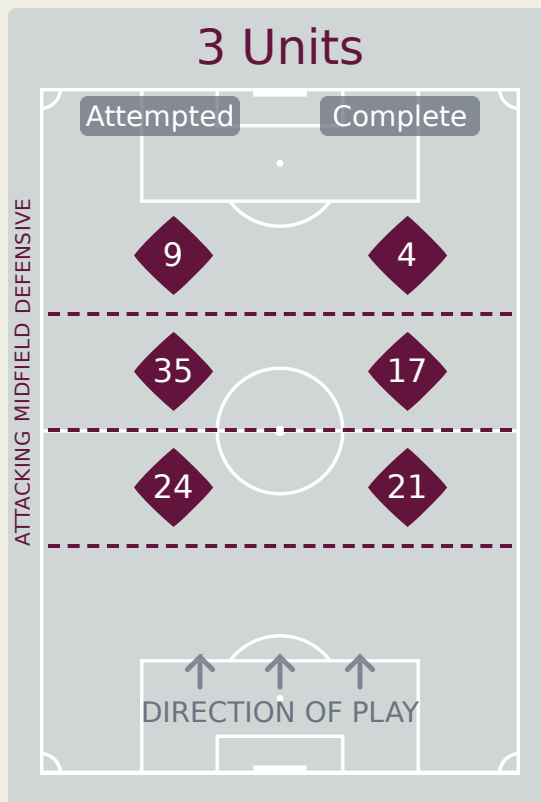 3 Units
Attempted Complete
ATTACKING MIDFIELD DEFENSIVE
9 4
35 17
24 21
DIRECTION OF PLAY